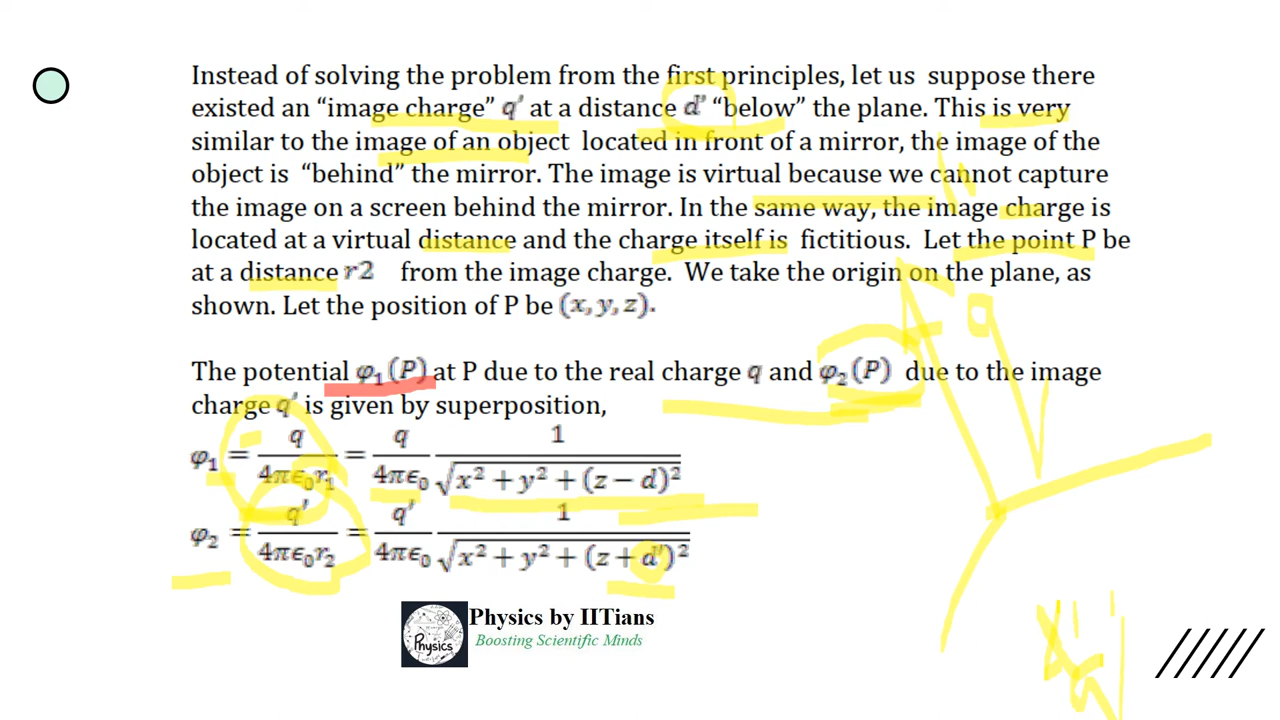 Instead of solving the problem from the first principles, let us suppose there
existed an “image charge” q' at a distance d' “below” the plane. This is very
similar to the image of an object located in front of a mirror, the image of the
object is “behind” the mirror. The image is virtual because we cannot capture
the image on a screen behind the mirror. In the same way, the image charge is
located at a virtual distance and the charge itself is fictitious. Let the point P be
at a distance r2 from the image charge. We take the origin on the plane, as
shown. Let the position of P be (x, y, z).
The potential φ₁(P) at P due to the real charge q and φ₂(P) due to the image
charge q' is given by superposition,
φ₁ = q/(4πϵ₀r₁) = q/(4πϵ₀) 1/√(x² + y² + (z − d)²)
φ₂ = q'/(4πϵ₀r₂) = q'/(4πϵ₀) 1/√(x² + y² + (z + d')²)
Physics
Physics by IITians
Boosting Scientific Minds